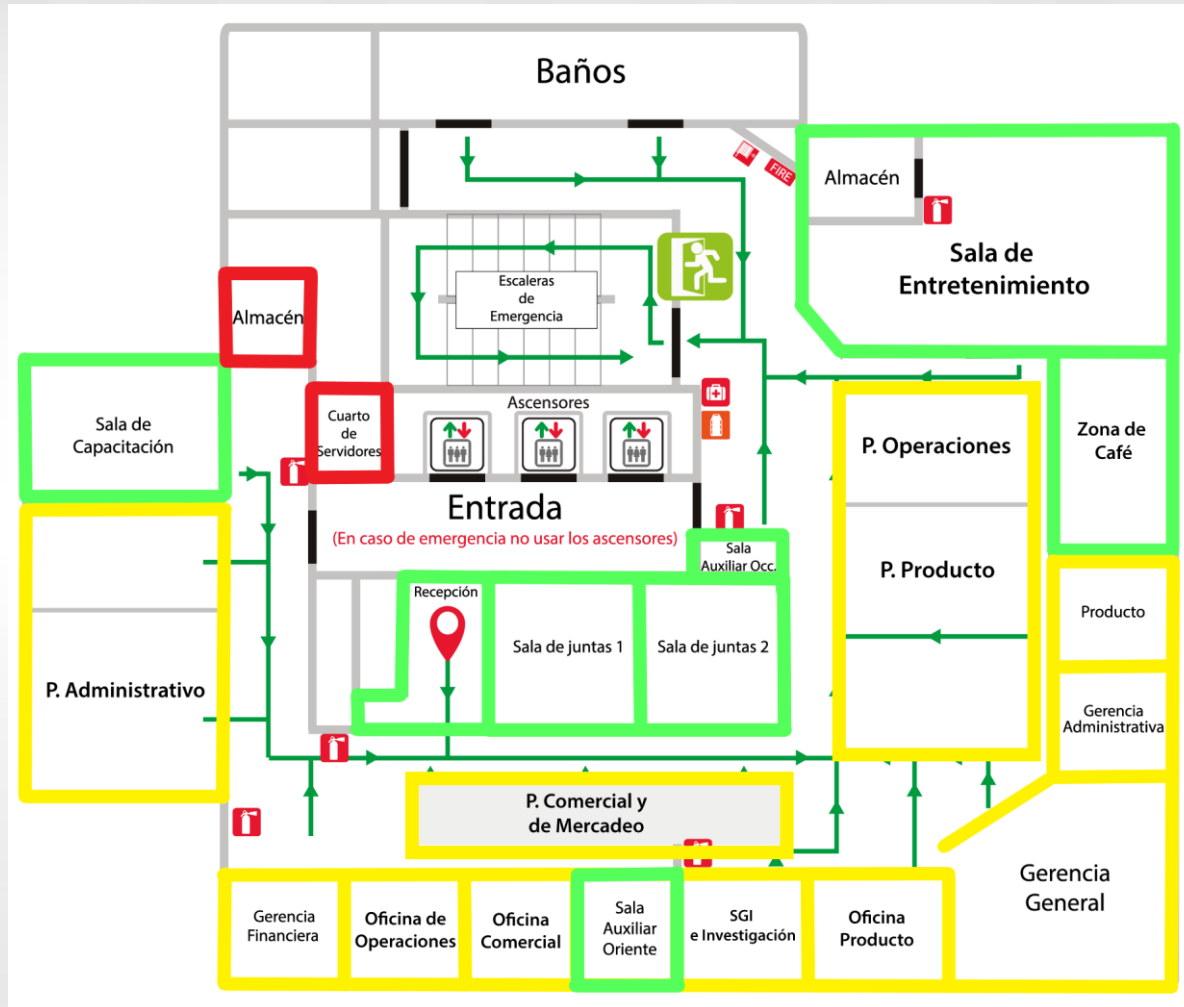 Baños
FIRE
Almacén
Sala de
Entretenimiento
Escaleras
de
Emergencia
Almacén
Ascensores
Cuarto
de
Servidores
Sala de
Capacitación
P. Operaciones
Zona de
Café
Entrada
(En caso de emergencia no usar los ascensores)
Sala
Auxiliar Occ.
P. Producto
Recepción
Sala de juntas 1
Sala de juntas 2
Producto
P. Administrativo
Gerencia
Administrativa
P. Comercial y
de Mercadeo
Gerencia
General
Gerencia
Financiera
Oficina de
Operaciones
Oficina
Comercial
Sala
Auxiliar
Oriente
SGI
e Investigación
Oficina
Producto